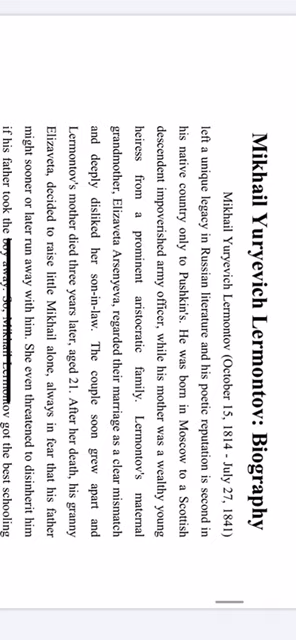 Mikhail Yuryevich Lermontov: Biography
Mikhail Yuryevich Lermontov (October 15, 1814 - July 27, 1841)
left a unique legacy in Russian literature and his poetic reputation is second in
his native country only to Pushkin's. He was born in Moscow to a Scottish
descendent impoverished army officer, while his mother was a wealthy young
heiress from a prominent aristocratic family. Lermontov's maternal
grandmother, Elizaveta Arsenyeva, regarded their marriage as a clear mismatch
and deeply disliked her son-in-law. The couple soon grew apart and
Lermontov's mother died three years later, aged 21. After her death, his granny
Elizaveta, decided to raise little Mikhail alone, always in fear that his father
might sooner or later run away with him. She even threatened to disinherit him
if his father took the boy away. So, Mikhail Lermontov got the best schooling